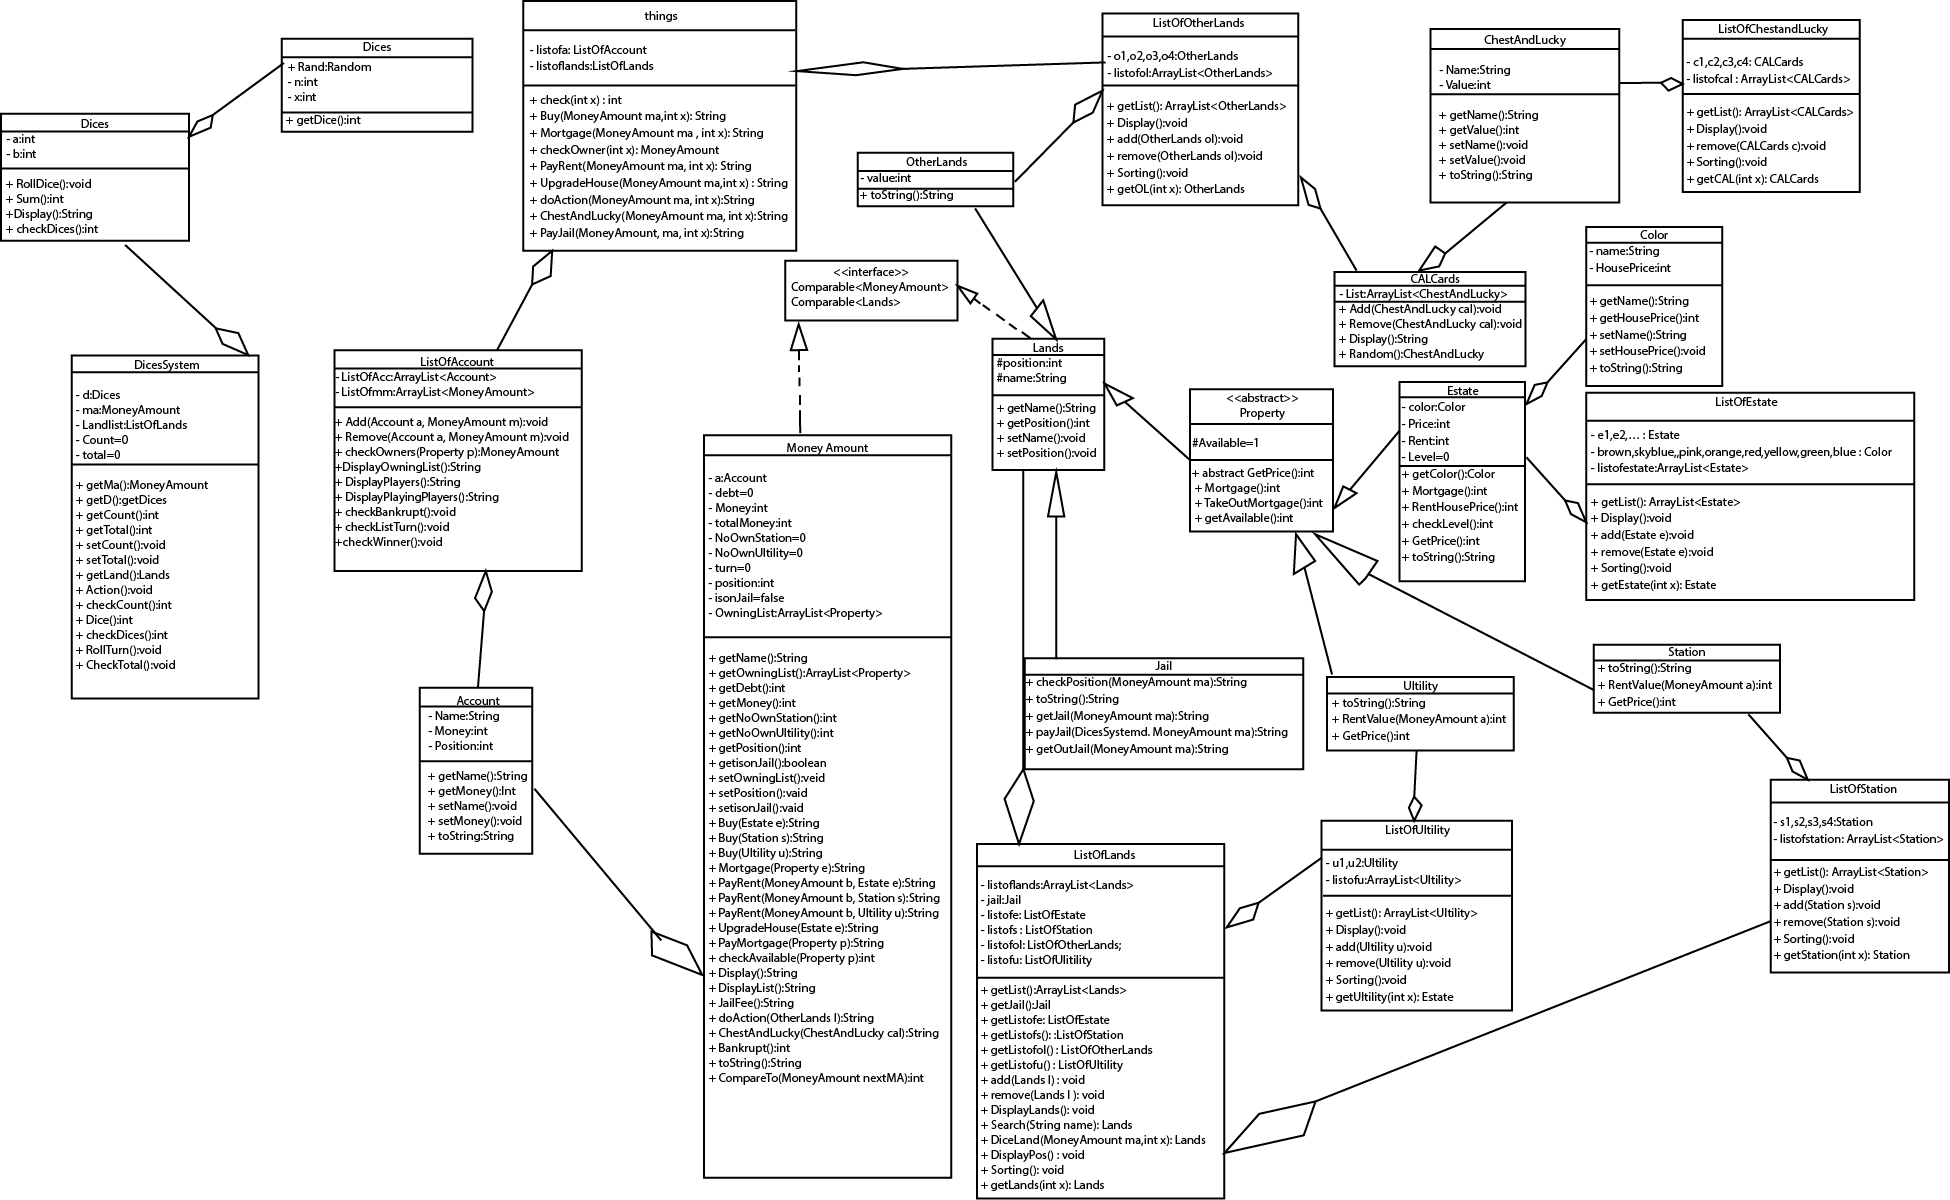 Dices
+ Rand:Random
- n:int
- x:int
+ getDice():int
Dices
- a:int
- b:int
+ RollDice():void
+ Sum():int
+Display():String
+ checkDices():int
DicesSystem
- d:Dices
- ma:MoneyAmount
- Landlist:ListOfLands
- Count=0
- total=0
+ getMa():MoneyAmount
+ getD():getDices
+ getCount():int
+ getTotal():int
+ setCount():void
+ setTotal():void
+ getLand():Lands
+ Action():void
+ checkCount():int
+ Dice():int
+ checkDices():int
+ RollTurn():void
+ CheckTotal():void
things
- listofa: ListOfAccount
- listoflands:ListOfLands
+ check(int x) : int
+ Buy(MoneyAmount ma,int x): String
+ Mortgage(MoneyAmount ma , int x): String
+ checkOwner(int x): MoneyAmount
+ PayRent(MoneyAmount ma, int x): String
+ UpgradeHouse(MoneyAmount ma,int x) : String
+ doAction(MoneyAmount ma, int x):String
+ ChestAndLucky(MoneyAmount ma, int x):String
+ PayJail(MoneyAmount, ma, int x):String
ListOfAccount
- ListOfAcc:ArrayList<Account>
- ListOfmm:ArrayList<MoneyAmount>
+ Add(Account a, MoneyAmount m):void
+ Remove(Account a, MoneyAmount m):void
+ checkOwners(Property p):MoneyAmount
+DisplayOwningList():String
+ DisplayPlayers():String
+ DisplayPlayingPlayers():String
+ checkBankrupt():void
+ checkListTurn():void
+checkWinner():void
Account
- Name:String
- Money:int
- Position:int
+ getName():String
+ getMoney():Int
+ setName():void
+ setMoney():void
+ toString:String
<<interface>>
Comparable<MoneyAmount>
Comparable<Lands>
Money Amount
- a:Account
- debt=0
- Money:int
- totalMoney:int
- NoOwnStation=0
- NoOwnUltility=0
- turn=0
- position:int
- isonJail=false
- OwningList:ArrayList<Property>
+ getName():String
+ getOwningList():ArrayList<Property>
+ getDebt():int
+ getMoney():int
+ getNoOwnStation():int
+ getNoOwnUltility():int
+ getPosition():int
+ getisonJail():boolean
+ setOwningList():veid
+ setPosition():vaid
+ setisonJail():vaid
+ Buy(Estate e):String
+ Buy(Station s):String
+ Buy(Ultility u):String
+ Mortgage(Property e):String
+ PayRent(MoneyAmount b, Estate e):String
+ PayRent(MoneyAmount b, Station s):String
+ PayRent(MoneyAmount b, Ultility u):String
+ UpgradeHouse(Estate e):String
+ PayMortgage(Property p):String
+ checkAvailable(Property p):int
+ Display():String
+ DisplayList():String
+ JailFee():String
+ doAction(OtherLands l):String
+ ChestAndLucky(ChestAndLucky cal):String
+ Bankrupt():int
+ toString():String
+ CompareTo(MoneyAmount nextMA):int
OtherLands
- value:int
+ toString():String
ListOfOtherLands
- o1,o2,o3,o4:OtherLands
- listofol:ArrayList<OtherLands>
+ getList(): ArrayList<OtherLands>
+ Display():void
+ add(OtherLands ol):void
+ remove(OtherLands ol):void
+ Sorting():void
+ getOL(int x): OtherLands
ChestAndLucky
- Name:String
- Value:int
+ getName():String
+ getValue():int
+ setName():void
+ setValue():void
+ toString():String
ListOfChestandLucky
- c1,c2,c3,c4: CALCards
- listofcal : ArrayList<CALCards>
+ getList(): ArrayList<CALCards>
+ Display():void
+ remove(CALCards c):void
+ Sorting():void
+ getCAL(int x): CALCards
CALCards
- List:ArrayList<ChestAndLucky>
+ Add(ChestAndLucky cal):void
+ Remove(ChestAndLucky cal):void
+ Display():String
+ Random():ChestAndLucky
Color
- name:String
- HousePrice:int
+ getName():String
+ getHousePrice():int
+ setName():String
+ setHousePrice():void
+ toString():String
Lands
#position:int
#name:String
+ getName():String
+ getPosition():int
+ setName():void
+ setPosition():void
<<abstract>>
Property
#Available=1
+ abstract GetPrice():int
+ Mortgage():int
+ TakeOutMortgage():int
+ getAvailable():int
Estate
- color:Color
- Price:int
- Rent:int
- Level=0
+ getColor():Color
+ Mortgage():int
+ RentHousePrice():int
+ checkLevel():int
+ GetPrice():int
+ toString():String
ListOfEstate
- e1,e2,... : Estate
- brown,skyblue,,pink,orange,red,yellow,green,blue : Color
- listofestate:ArrayList<Estate>
+ getList(): ArrayList<Estate>
+ Display():void
+ add(Estate e):void
+ remove(Estate e):void
+ Sorting():void
+ getEstate(int x): Estate
Jail
+ checkPosition(MoneyAmount ma):String
+ toString():String
+ getJail(MoneyAmount ma):String
+ payJail(DicesSystemd. MoneyAmount ma):String
+ getOutJail(MoneyAmount ma):String
Ultility
+ toString():String
+ RentValue(MoneyAmount a):int
+ GetPrice():int
Station
+ toString():String
+ RentValue(MoneyAmount a):int
+ GetPrice():int
ListOfLands
- listoflands:ArrayList<Lands>
- jail:Jail
- listofe: ListOfEstate
- listofs : ListOfStation
- listofol: ListOfOtherLands;
- listofu: ListOfUlitility
+ getList():ArrayList<Lands>
+ getJail():Jail
+ getListofe: ListOfEstate
+ getListofs(): :ListOfStation
+ getListofol() : ListOfOtherLands
+ getListofu() : ListOfUltility
+ add(Lands l) : void
+ remove(Lands l ): void
+ DisplayLands(): void
+ Search(String name): Lands
+ DiceLand(MoneyAmount ma,int x): Lands
+ DisplayPos() : void
+ Sorting(): void
+ getLands(int x): Lands
ListOfUltility
- u1,u2:Ultility
- listofu:ArrayList<Ultility>
+ getList(): ArrayList<Ultility>
+ Display():void
+ add(Ultility u):void
+ remove(Ultility u):void
+ Sorting():void
+ getUltility(int x): Estate
ListOfStation
- s1,s2,s3,s4:Station
- listofstation: ArrayList<Station>
+ getList(): ArrayList<Station>
+ Display():void
+ add(Station s):void
+ remove(Station s):void
+ Sorting():void
+ getStation(int x): Station